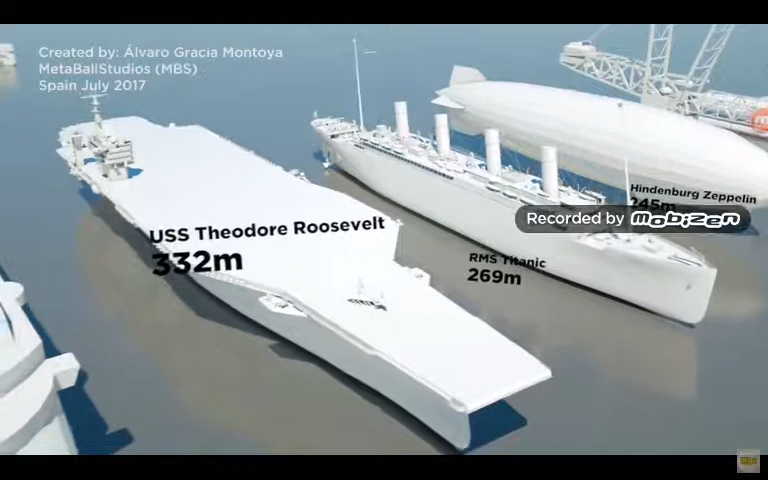 Created by: Álvaro Gracia Montoya
MetaBallStudios (MBS)
Spain July 2017
Hindenburg Zeppelin
245m
Recorded by mobizen
USS Theodore Roosevelt
332m
RMS Titanic
269m